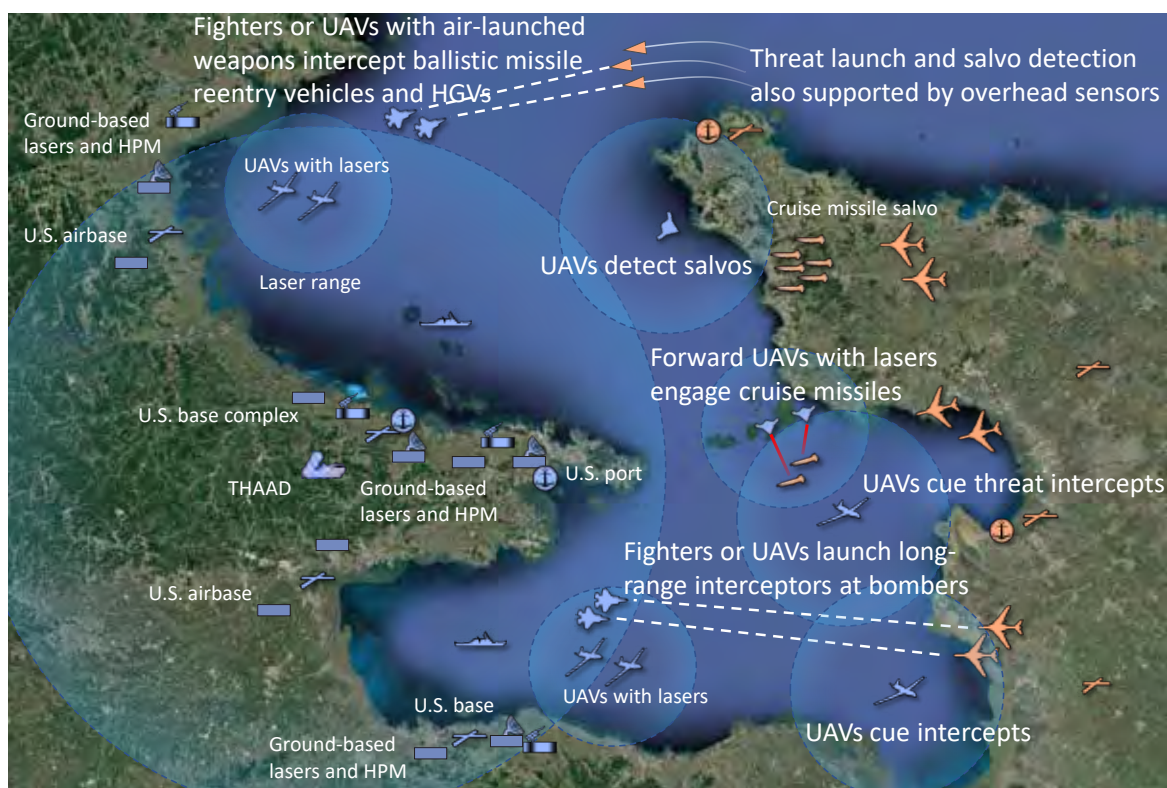 Fighters or UAVs with air-launched
weapons intercept ballistic missile
reentry vehicles and HGVs
Threat launch and salvo detection
also supported by overhead sensors
Ground-based
lasers and HPM
UAVs with lasers
U.S. airbase
Laser range
Cruise missile salvo
UAVs detect salvos
Forward UAVs with lasers
engage cruise missiles
U.S. base complex
THAAD
Ground-based
lasers and HPM
U.S. port
UAVs cue threat intercepts
Fighters or UAVs launch long-
range interceptors at bombers
U.S. airbase
UAVs with lasers
U.S. base
UAVs cue intercepts
Ground-based
lasers and HPM